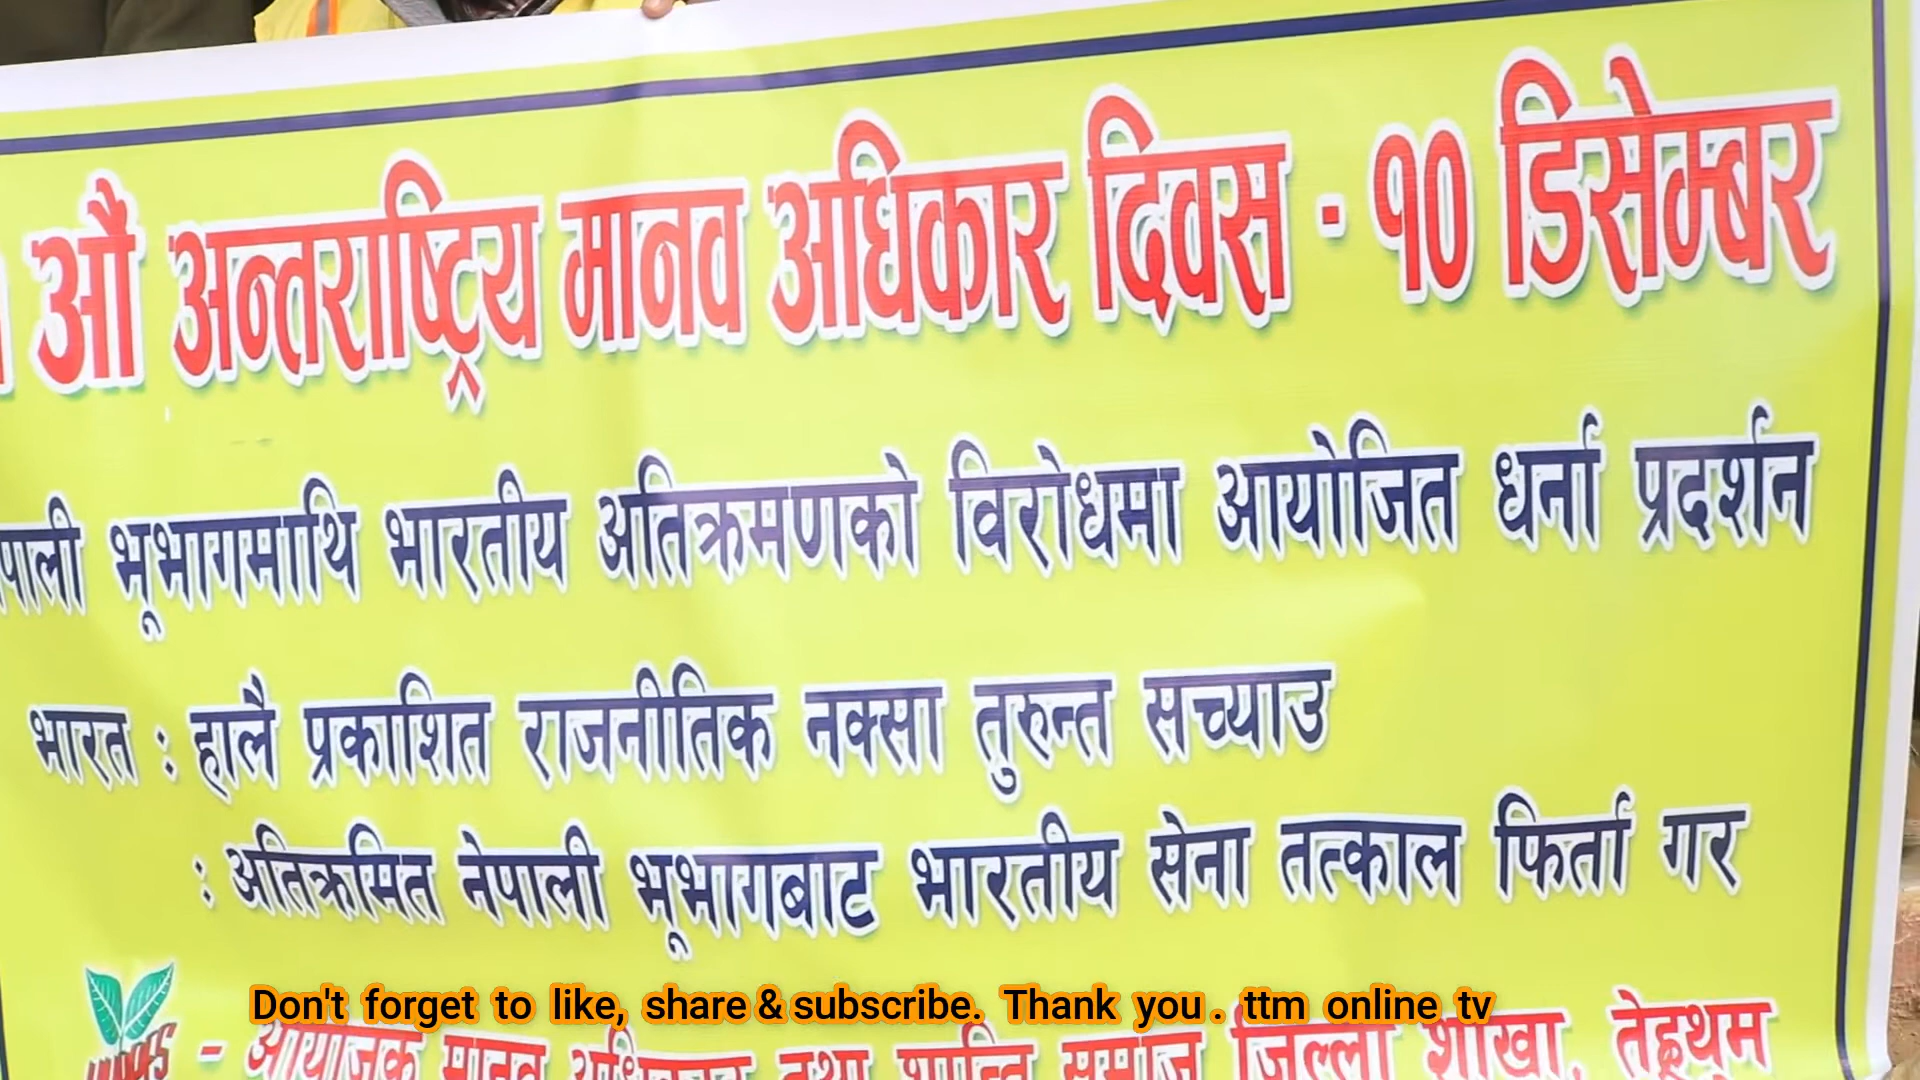 औं अन्तराष्ट्रिय मानव अधिकार दिवस - १० डिसेम्बर
भूभागमाथि भारतीय अतिक्रमणको विरोधमा आयोजित धर्ना प्रदर्शन
भारत : हालै प्रकाशित राजनीतिक नक्सा तुरुन्त सच्याउ
: अतिक्रमित नेपाली भूभागबाट भारतीय सेना तत्काल फिर्ता गर
Don't forget to like, share & subscribe. Thank you . ttm online tv
- आयोजक मानव अधिकार तथा शान्ति समाज जिल्ला शाखा, तेह्रथुम